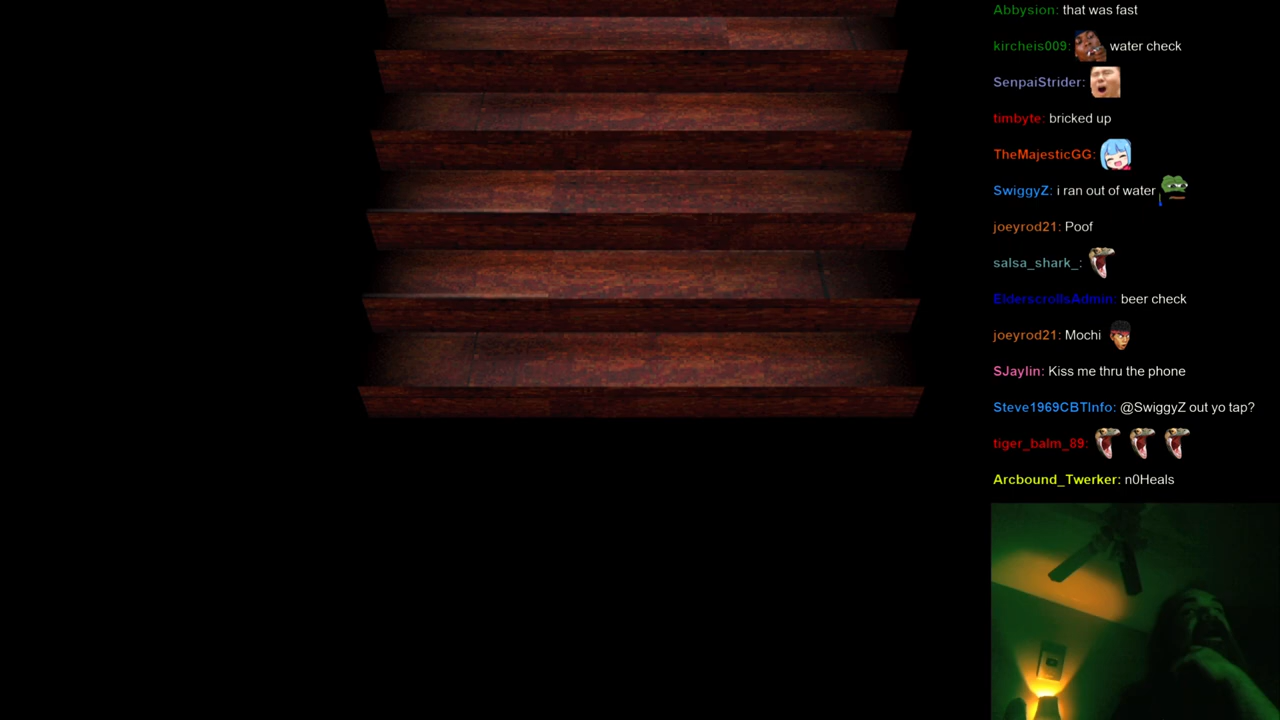 Abbysion: that was fast
kircheis009: water check
SenpaiStrider:
timbyte: bricked up
TheMajesticGG:
SwiggyZ: i ran out of water
joeyrod21: Poof
salsa_shark_:
ElderscrollsAdmin: beer check
joeyrod21: Mochi
SJaylin: Kiss me thru the phone
Steve1969CBTInfo: @SwiggyZ out yo tap?
tiger_balm_89:
Arcbound_Twerker: n0Heals